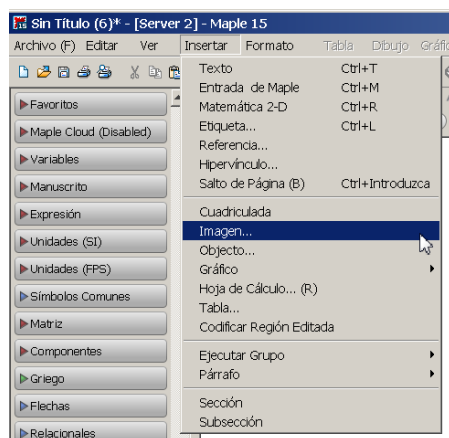 Sin Título (6)* - [Server 2] - Maple 15
Archivo (F) Editar Ver Insertar Formato Tabla Dibujo Gráfic
Texto Ctrl+T
Entrada de Maple Ctrl+M
Matemática 2-D Ctrl+R
Etiqueta... Ctrl+L
Referencia...
Hipervínculo...
Salto de Página (B) Ctrl+Introduzca
Cuadriculada
Imagen...
Objecto...
Gráfico
Hoja de Cálculo... (R)
Tabla...
Codificar Región Editada
Ejecutar Grupo
Párrafo
Sección
Subsección
Favoritos
Maple Cloud (Disabled)
Variables
Manuscrito
Expresión
Unidades (SI)
Unidades (FPS)
Símbolos Comunes
Matriz
Componentes
Griego
Flechas
Relacionales